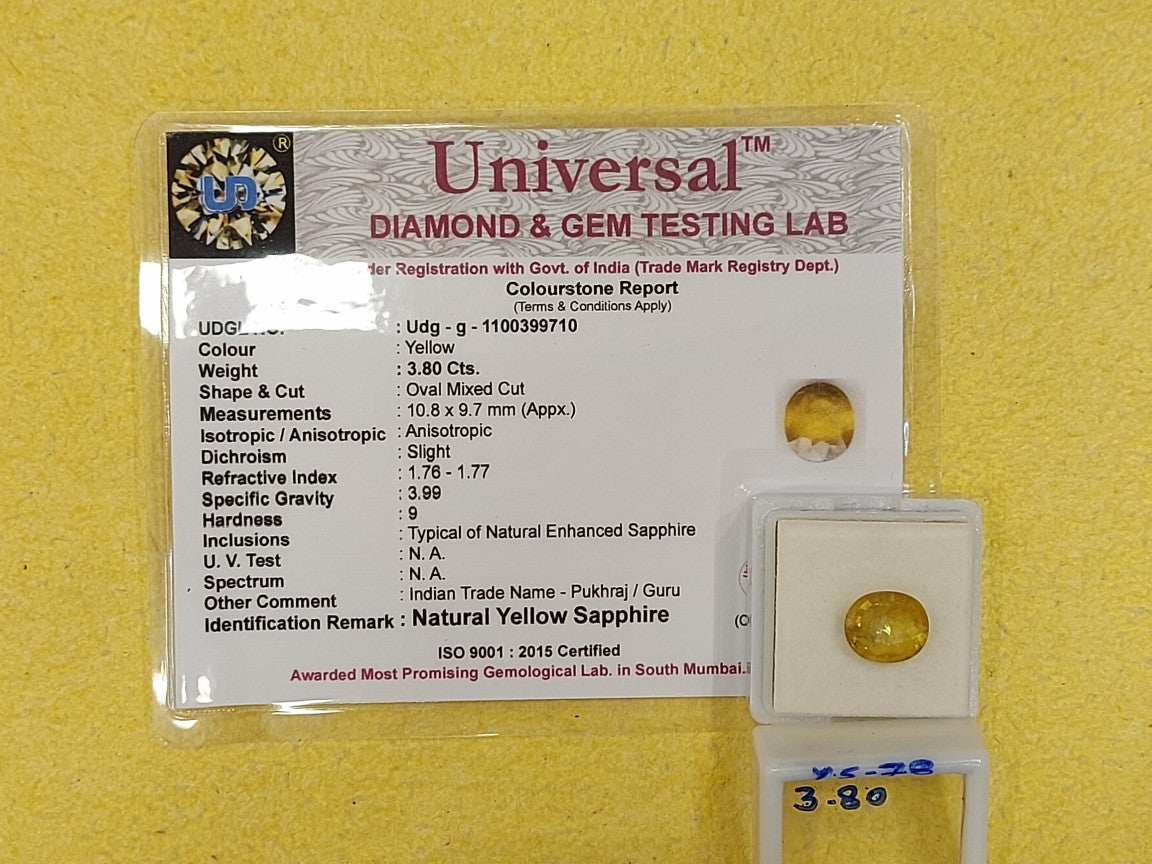 UD ®
Universal™
DIAMOND & GEM TESTING LAB
Registration with Govt. of India (Trade Mark Registry Dept.)
Colourstone Report
(Terms & Conditions Apply)
: Udg - g - 1100399710
Colour : Yellow
Weight : 3.80 Cts.
Shape & Cut : Oval Mixed Cut
Measurements : 10.8 x 9.7 mm (Appx.)
Isotropic / Anisotropic : Anisotropic
Dichroism : Slight
Refractive Index : 1.76 - 1.77
Specific Gravity : 3.99
Hardness : 9
Inclusions : Typical of Natural Enhanced Sapphire
U. V. Test : N. A.
Spectrum : N. A.
Other Comment : Indian Trade Name - Pukhraj / Guru
Identification Remark : Natural Yellow Sapphire
ISO 9001 : 2015 Certified
Awarded Most Promising Gemological Lab. in South Mumbai.
Y.S-78
3.80